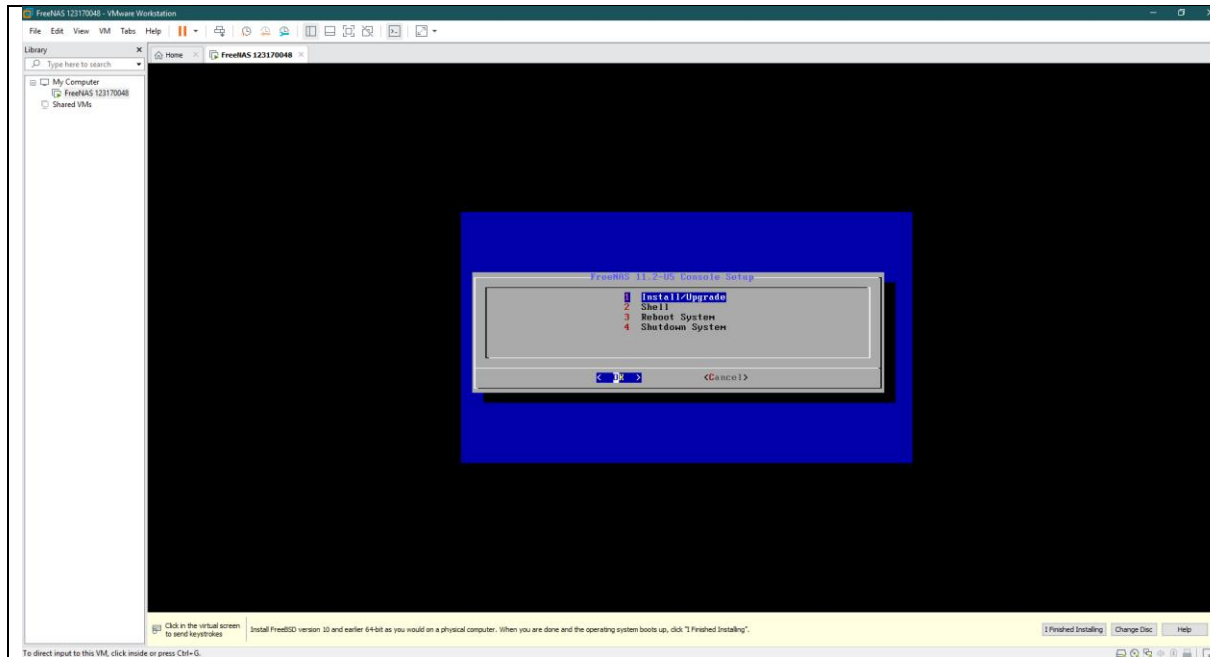 FreeNAS 123170048 - VMware Workstation
File Edit View VM Tabs Help
Library
Home
FreeNAS 123170048
Type here to search
My Computer
FreeNAS 123170048
Shared VMs
FreeNAS 11.2-U5 Console Setup
1 Install/Upgrade
2 Shell
3 Reboot System
4 Shutdown System
< OK > <Cancel>
Click in the virtual screen
to send keystrokes
Install FreeBSD version 10 and earlier 64-bit as you would on a physical computer. When you are done and the operating system boots up, click "I Finished Installing".
I Finished Installing Change Disc Help
To direct input to this VM, click inside or press Ctrl+G.